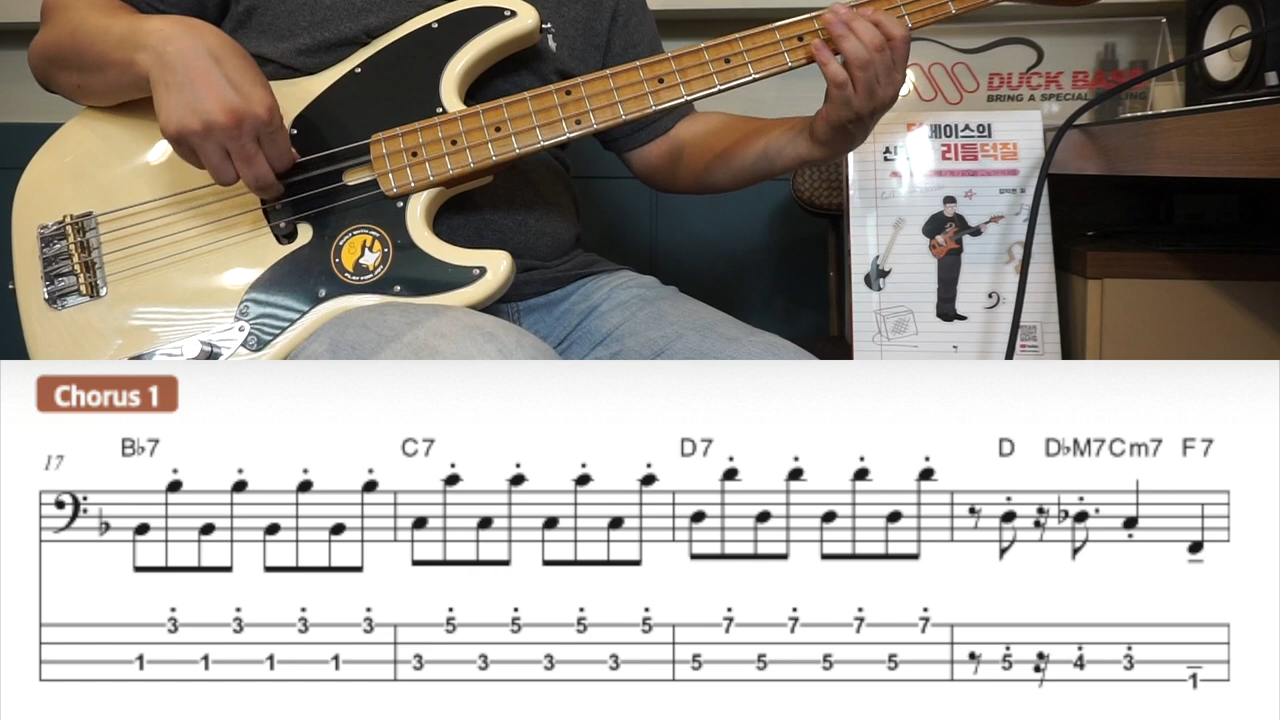 DUCK BASS
BRING A SPECIAL
베이스의
리듬덕질
Chorus 1
17
B♭7 C7 D7 D D♭M7 Cm7 F7
3 3 3 3 5 5 5 5 7 7 7 7
1 1 1 1 3 3 3 3 5 5 5 5 5 4 3
1